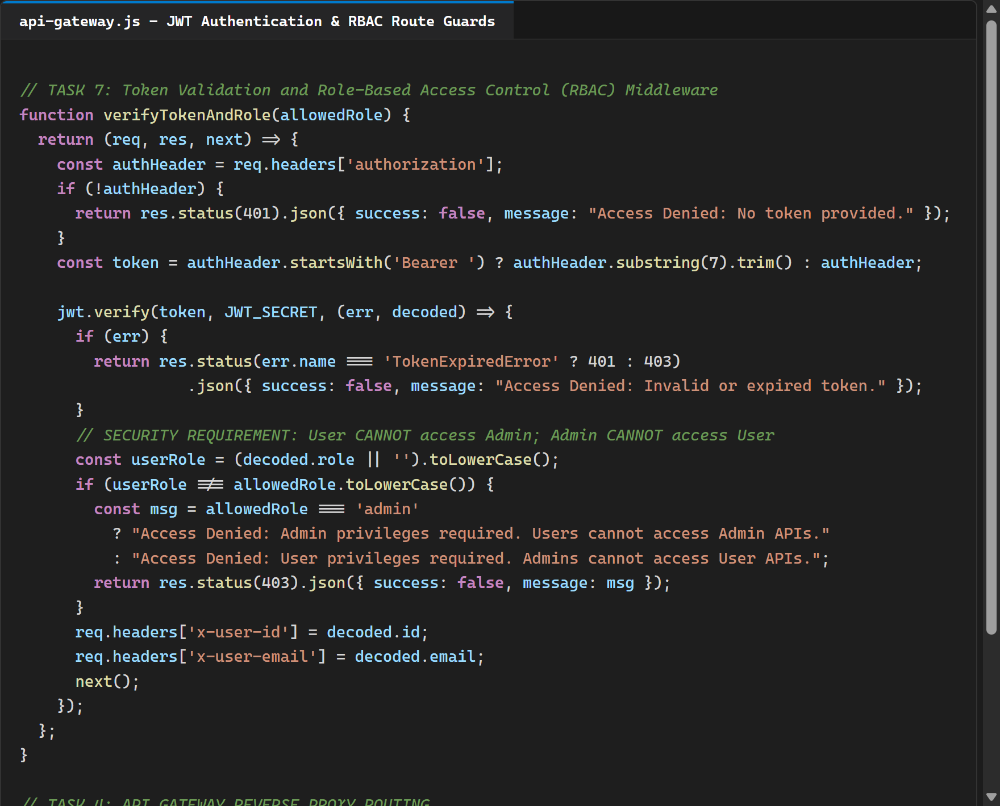 api-gateway.js - JWT Authentication & RBAC Route Guards
// TASK 7: Token Validation and Role-Based Access Control (RBAC) Middleware
function verifyTokenAndRole(allowedRole) {
  return (req, res, next) => {
    const authHeader = req.headers['authorization'];
    if (!authHeader) {
      return res.status(401).json({ success: false, message: "Access Denied: No token provided." });
    }
    const token = authHeader.startsWith('Bearer ') ? authHeader.substring(7).trim() : authHeader;

    jwt.verify(token, JWT_SECRET, (err, decoded) => {
      if (err) {
        return res.status(err.name === 'TokenExpiredError' ? 401 : 403)
                  .json({ success: false, message: "Access Denied: Invalid or expired token." });
      }
      // SECURITY REQUIREMENT: User CANNOT access Admin; Admin CANNOT access User
      const userRole = (decoded.role || '').toLowerCase();
      if (userRole !== allowedRole.toLowerCase()) {
        const msg = allowedRole === 'admin'
          ? "Access Denied: Admin privileges required. Users cannot access Admin APIs."
          : "Access Denied: User privileges required. Admins cannot access User APIs.";
        return res.status(403).json({ success: false, message: msg });
      }
      req.headers['x-user-id'] = decoded.id;
      req.headers['x-user-email'] = decoded.email;
      next();
    });
  };
}

// TASK 4: API GATEWAY REVERSE PROXY ROUTING